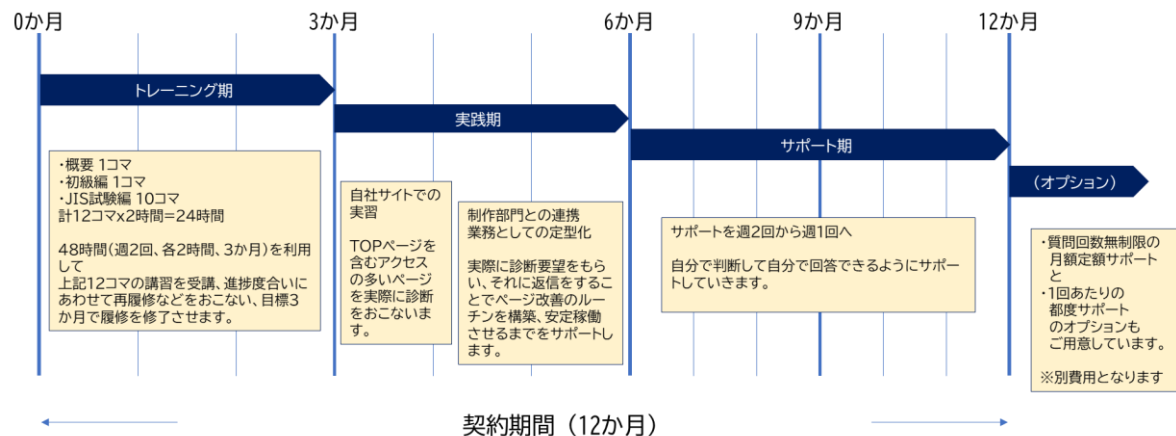 0か月
3か月
6か月
9か月
12か月
トレーニング期
実践期
サポート期
（オプション）
・概要 1コマ
・初級編 1コマ
・JIS試験編 10コマ
計12コマx2時間=24時間
48時間（週2回、各2時間、3か月）を利用
して
上記12コマの講習を受講、進捗度合いに
あわせて再履修などをおこない、目標3
か月で履修を修了させます。
自社サイトでの
実習
TOPページを
含むアクセス
の多いページ
を実際に診断
をおこないま
す。
制作部門との連携
業務としての定型化
実際に診断要望をもら
い、それに返信をするこ
とでページ改善のルー
チンを構築、安定稼働
させるまでをサポートし
ます。
サポートを週2回から週1回へ
自分で判断して自分で回答できるようにサポ
ートしていきます。
・質問回数無制限の
月額定額サポート
と
・1回あたりの
都度サポート
のオプションも
ご用意しています。
※別費用となります
契約期間（12か月）